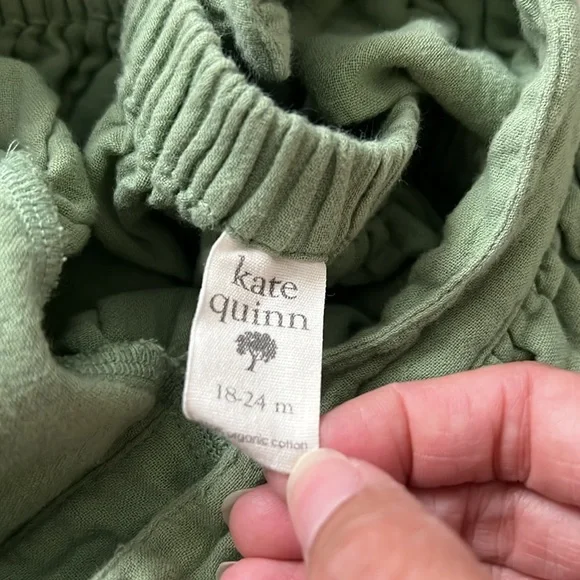 kate
quinn
18-24 m
organic cotton